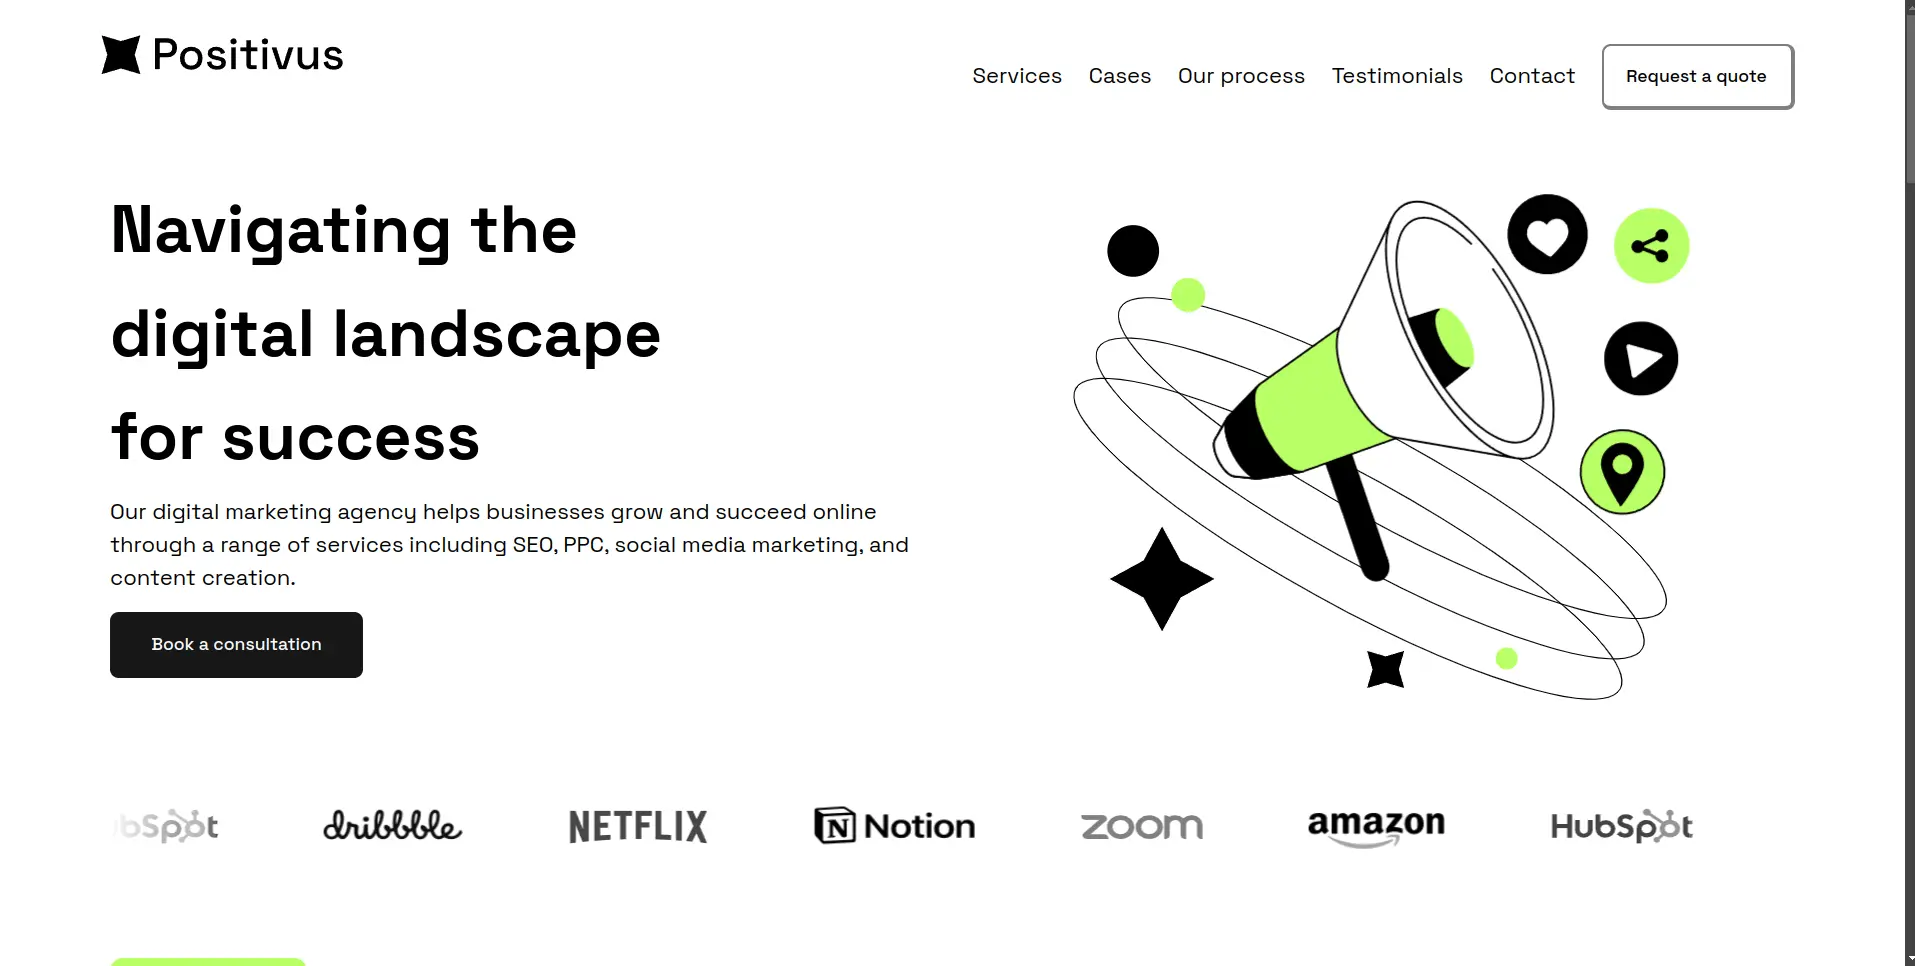 Positivus
Services Cases Our process Testimonials Contact Request a quote
Navigating the
digital landscape
for success
Our digital marketing agency helps businesses grow and succeed online
through a range of services including SEO, PPC, social media marketing, and
content creation.
Book a consultation
bSpot dribbble NETFLIX Notion zoom amazon HubSpot